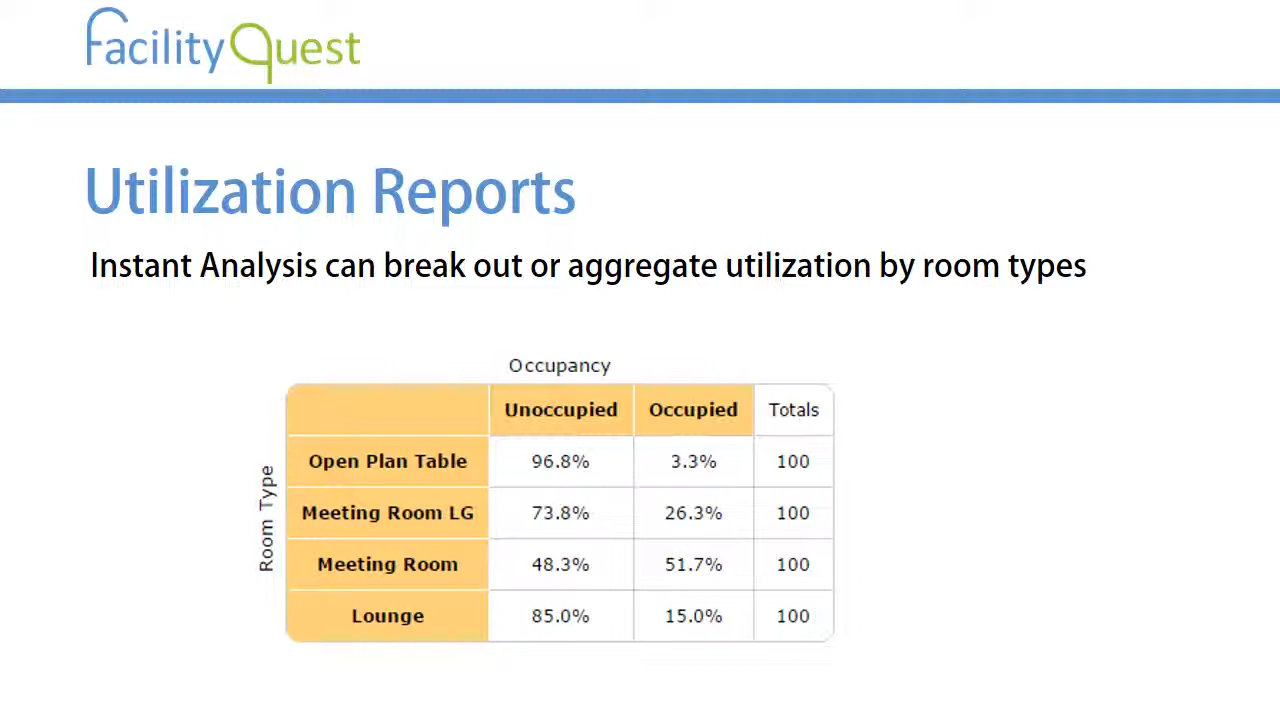 facilityQuest
Utilization Reports
Instant Analysis can break out or aggregate utilization by room types
Occupancy
Unoccupied Occupied Totals
Room Type
Open Plan Table 96.8% 3.3% 100
Meeting Room LG 73.8% 26.3% 100
Meeting Room 48.3% 51.7% 100
Lounge 85.0% 15.0% 100